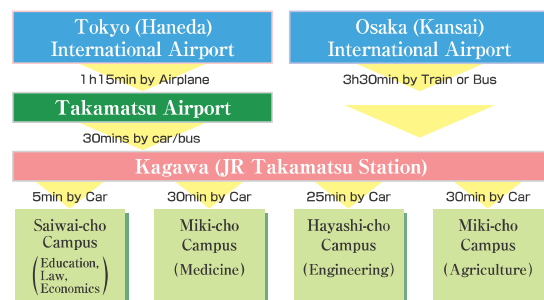 Tokyo (Haneda)
International Airport
Osaka (Kansai)
International Airport
1h15min by Airplane
3h30min by Train or Bus
Takamatsu Airport
30mins by car/bus
Kagawa (JR Takamatsu Station)
5min by Car
30min by Car
25min by Car
30min by Car
Saiwai-cho
Campus
(Education,
Law,
Economics)
Miki-cho
Campus
(Medicine)
Hayashi-cho
Campus
(Engineering)
Miki-cho
Campus
(Agriculture)